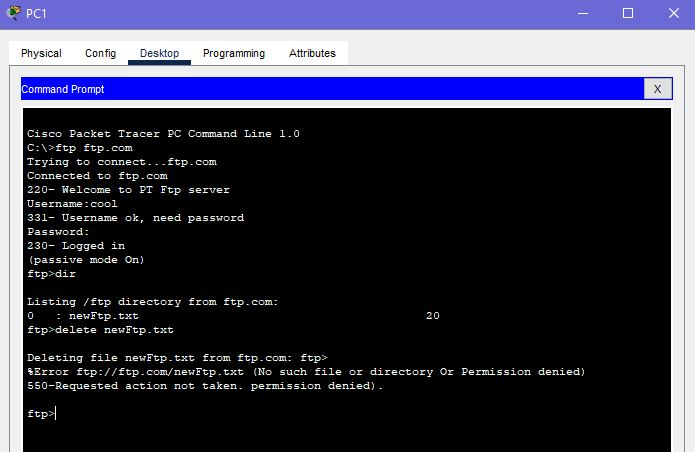 PC1
Physical Config Desktop Programming Attributes
Command Prompt
X
Cisco Packet Tracer PC Command Line 1.0
C:\>ftp ftp.com
Trying to connect...ftp.com
Connected to ftp.com
220- Welcome to PT Ftp server
Username:cool
331- Username ok, need password
Password:
230- Logged in
(passive mode On)
ftp>dir
Listing /ftp directory from ftp.com:
0 : newFtp.txt 20
ftp>delete newFtp.txt
Deleting file newFtp.txt from ftp.com: ftp>
%Error ftp://ftp.com/newFtp.txt (No such file or directory Or Permission denied)
550-Requested action not taken. permission denied).
ftp>